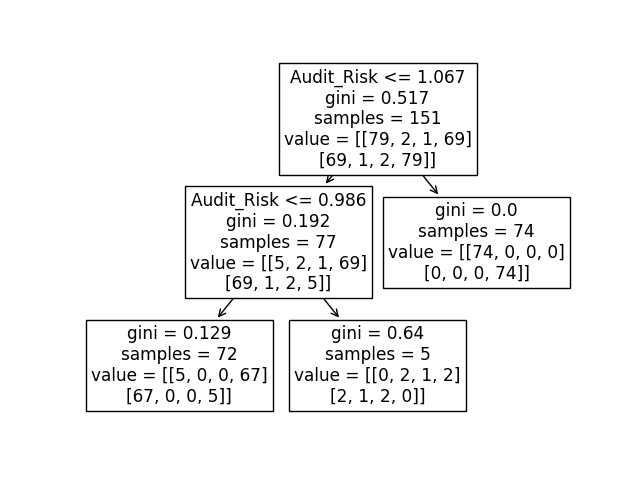 Audit_Risk <= 1.067
gini = 0.517
samples = 151
value = [[79, 2, 1, 69]
[69, 1, 2, 79]]
Audit_Risk <= 0.986
gini = 0.192
samples = 77
value = [[5, 2, 1, 69]
[69, 1, 2, 5]]
gini = 0.0
samples = 74
value = [[74, 0, 0, 0]
[0, 0, 0, 74]]
gini = 0.129
samples = 72
value = [[5, 0, 0, 67]
[67, 0, 0, 5]]
gini = 0.64
samples = 5
value = [[0, 2, 1, 2]
[2, 1, 2, 0]]